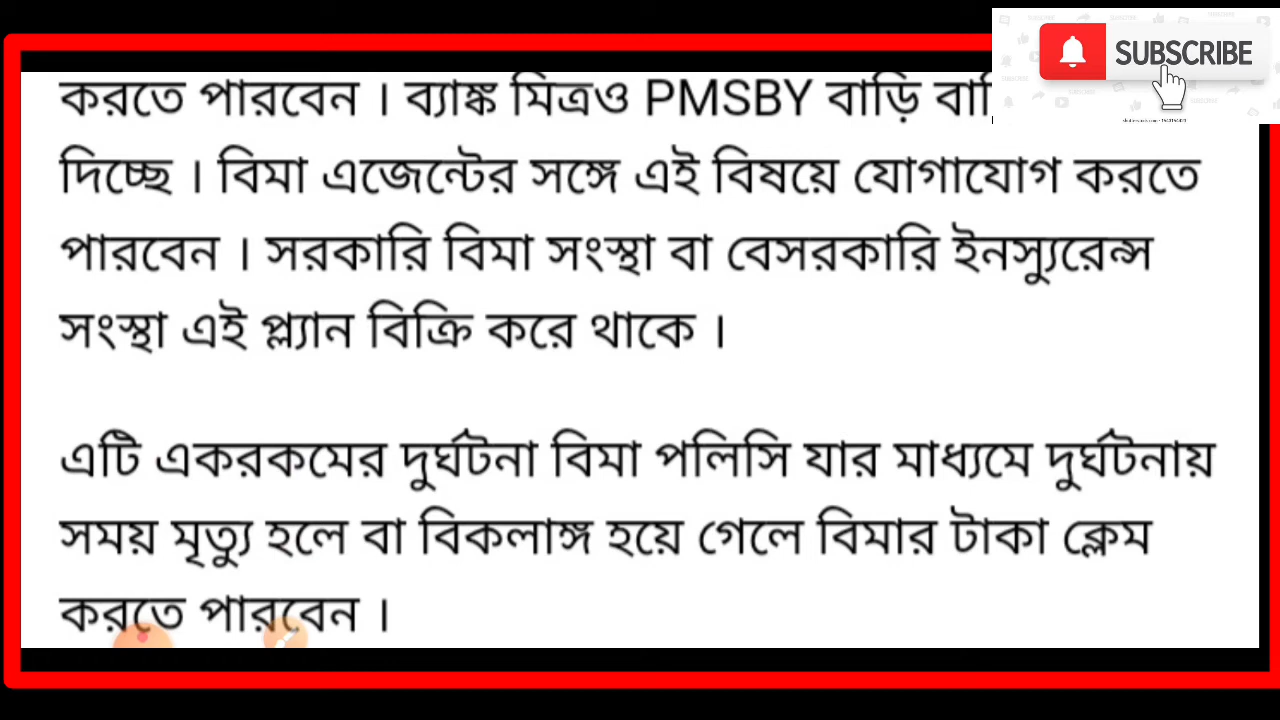 SUBSCRIBE
করতে পারবেন । ব্যাঙ্ক মিত্রও PMSBY বাড়ি
দিচ্ছে । বিমা এজেন্টের সঙ্গে এই বিষয়ে যোগাযোগ করতে
পারবেন । সরকারি বিমা সংস্থা বা বেসরকারি ইনস্যুরেন্স
সংস্থা এই প্ল্যান বিক্রি করে থাকে ।
এটি একরকমের দুর্ঘটনা বিমা পলিসি যার মাধ্যমে দুর্ঘটনায়
সময় মৃত্যু হলে বা বিকলাঙ্গ হয়ে গেলে বিমার টাকা ক্লেম
করতে পারবেন ।